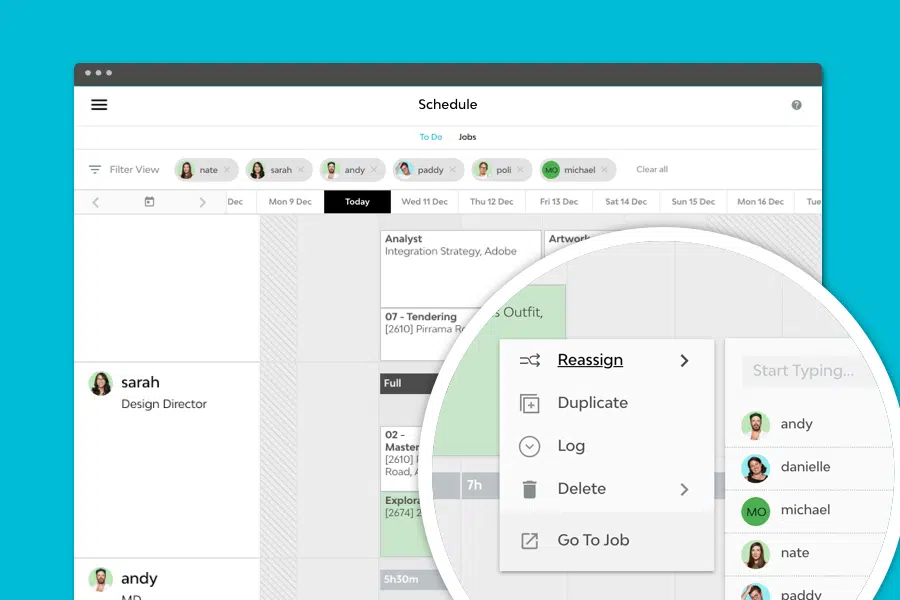 Schedule
?
To Do Jobs
Filter View nate sarah andy paddy poli MO michael Clear all
Dec Mon 9 Dec Today Wed 11 Dec Thu 12 Dec Fri 13 Dec Sat 14 Dec Sun 15 Dec Mon 16 Dec Tue
Analyst
Integration Strategy, Adobe
Artwork
07 - Tendering
[2610] Pirrama
s Outfit,
sarah
Design Director
Full
02 -
Master
[2610]
Road,
Explora
[2674] 2
7h
Reassign
Duplicate
Log
Delete
Go To Job
Start Typing...
andy
danielle
MO michael
nate
paddy
andy
MD
5h30m